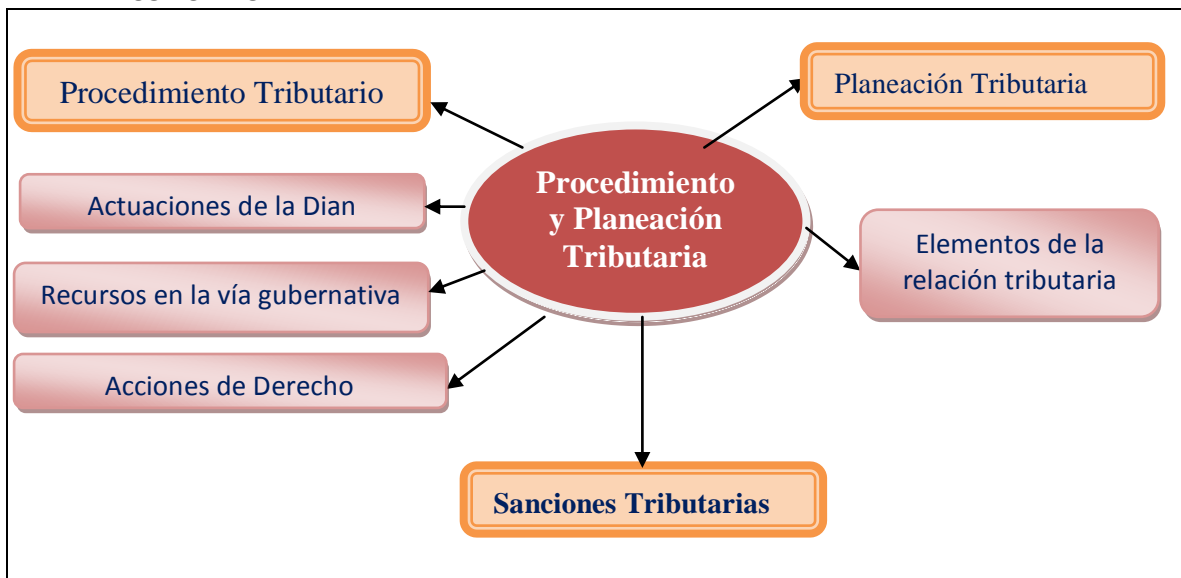 Procedimiento Tributario
Planeación Tributaria
Procedimiento
y Planeación
Tributaria
Actuaciones de la Dian
Elementos de la
relación tributaria
Recursos en la vía gubernativa
Acciones de Derecho
Sanciones Tributarias